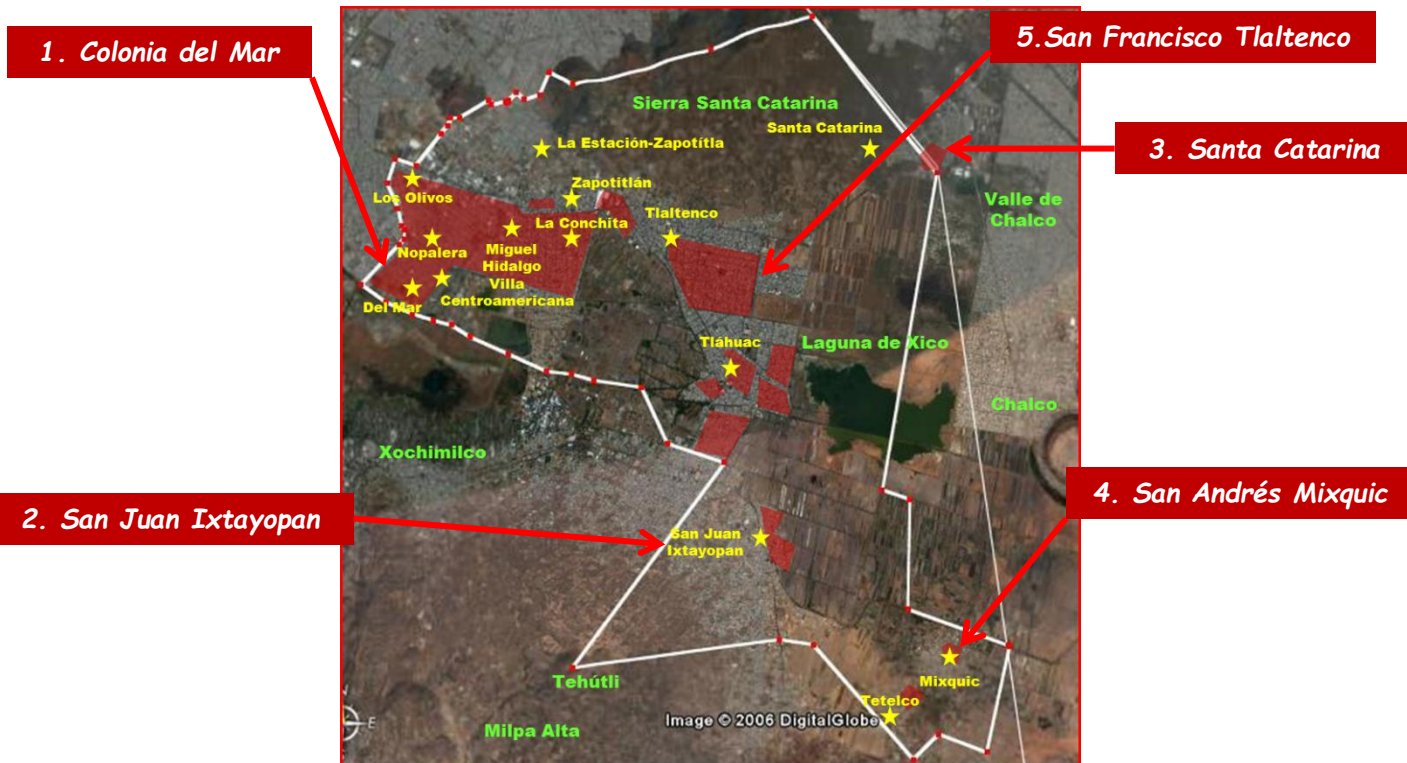 1. Colonia del Mar
5.San Francisco Tlaltenco
Sierra Santa Catarina
Santa Catarina
La Estación-Zapotítla
3. Santa Catarina
Zapotítlán
Los Olivos
Valle de
Chalco
La Conchita
Tlaltenco
Nopalera
Miguel
Hidalgo
Villa
Centroamericana
Del Mar
Tláhuac
Laguna de Xico
Chalco
Xochimilco
4. San Andrés Mixquic
2. San Juan Ixtayopan
San Juan
Ixtayopan
Tehútli
Mixquic
Tetelco
Image © 2006 DigitalGlobe
E
Milpa Alta